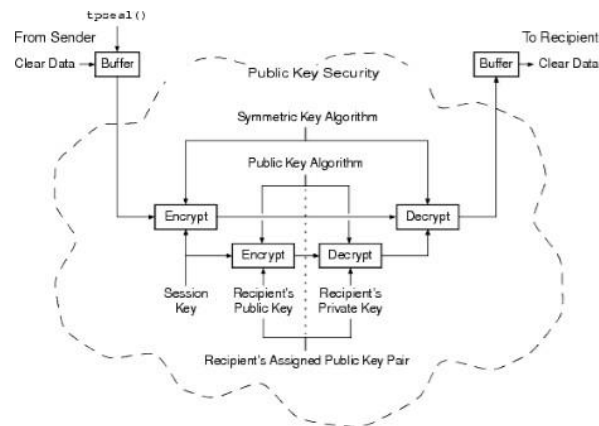 tpseal()
From Sender
To Recipient
Clear Data
Buffer
Buffer
Clear Data
Public Key Security
Symmetric Key Algorithm
Public Key Algorithm
Encrypt
Decrypt
Encrypt
Decrypt
Session
Key
Recipient's
Public Key
Recipient's
Private Key
Recipient's Assigned Public Key Pair